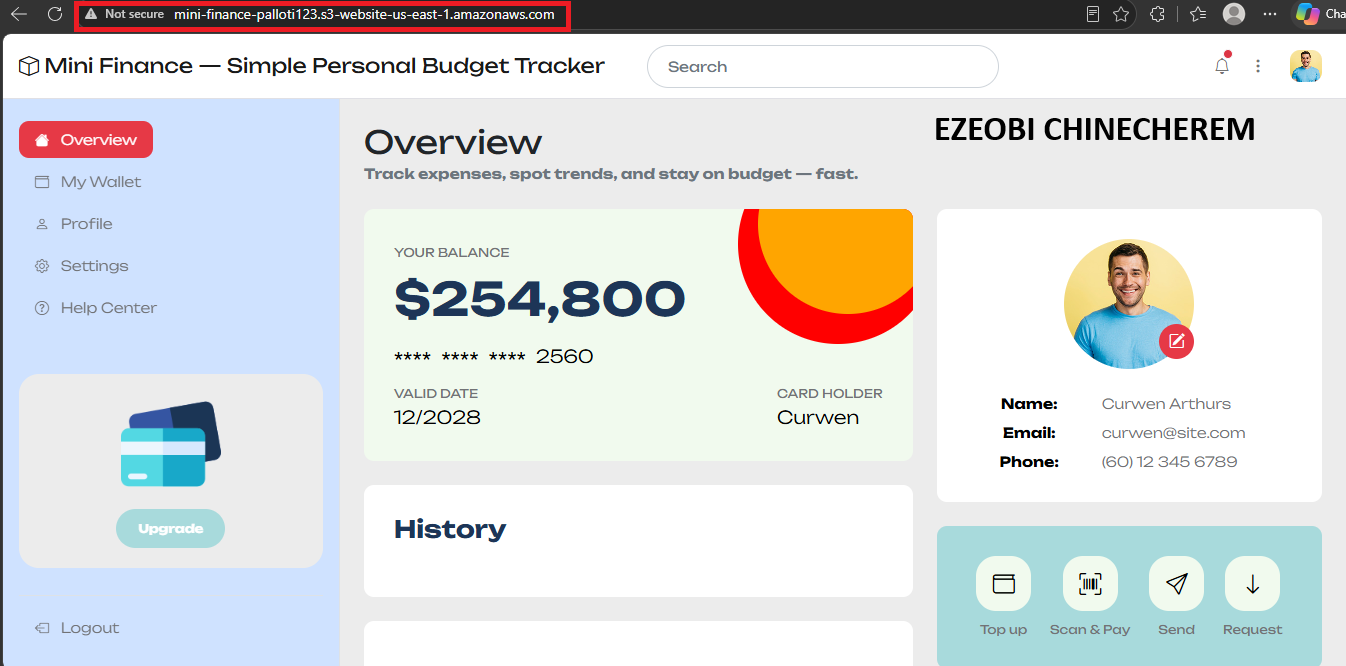 Not secure mini-finance-palloti123.s3-website-us-east-1.amazonaws.com
Cha
Mini Finance — Simple Personal Budget Tracker
Search
Overview
My Wallet
Profile
Settings
Help Center
Upgrade
Logout
Overview
EZEOBI CHINECHEREM
Track expenses, spot trends, and stay on budget — fast.
YOUR BALANCE
$254,800
**** **** **** 2560
VALID DATE
12/2028
CARD HOLDER
Curwen
History
Name: Curwen Arthurs
Email: curwen@site.com
Phone: (60) 12 345 6789
Top up
Scan & Pay
Send
Request